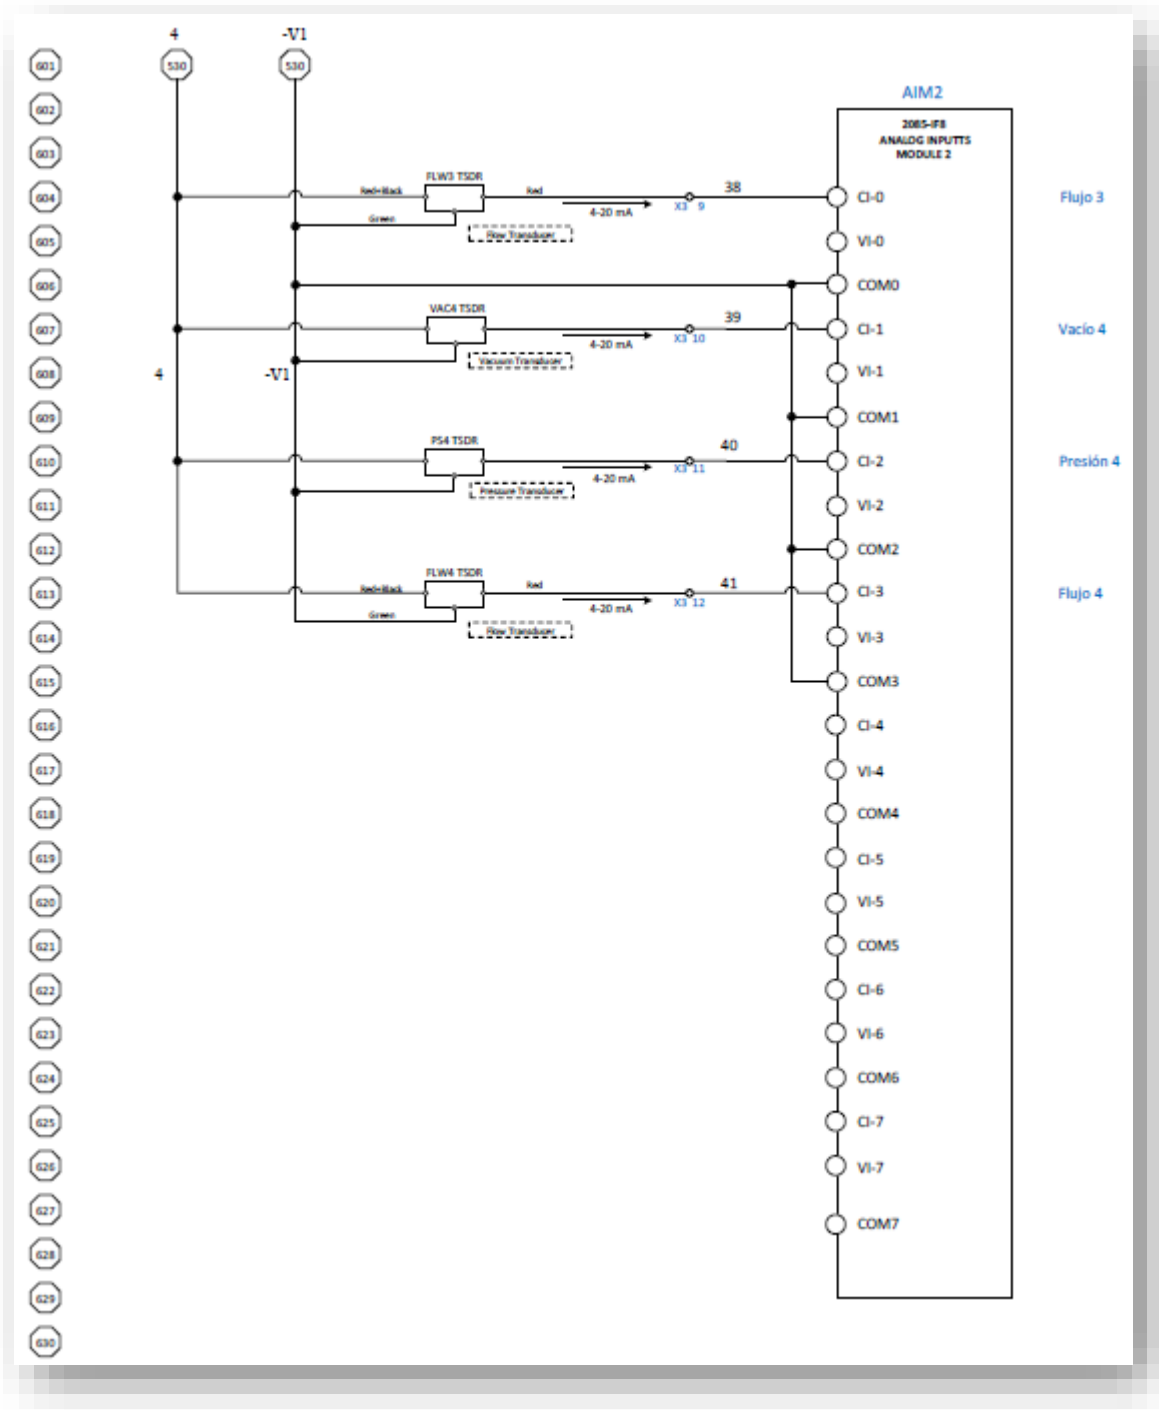 4 -V1
601 530 530
AIM2
602
2085-IF8
ANALOG INPUTTS
MODULE 2
603
FLW3 TSDR
604 Red+Black Red 38 CI-0 Flujo 3
4-20 mA X3 9
Green
605 Flow Transducer VI-0
606 COM0
VAC4 TSDR
607 39 CI-1 Vacío 4
4-20 mA X3 10
Vacuum Transducer
608 4 -V1 VI-1
609 COM1
PS4 TSDR
610 40 CI-2 Presión 4
4-20 mA X3 11
Pressure Transducer
611 VI-2
612 COM2
FLW4 TSDR
613 Red+Black Red 41 CI-3 Flujo 4
4-20 mA X3 12
Green
614 Flow Transducer VI-3
615 COM3
616 CI-4
617 VI-4
618 COM4
619 CI-5
620 VI-5
621 COM5
622 CI-6
623 VI-6
624 COM6
625 CI-7
626 VI-7
627 COM7
628
629
630